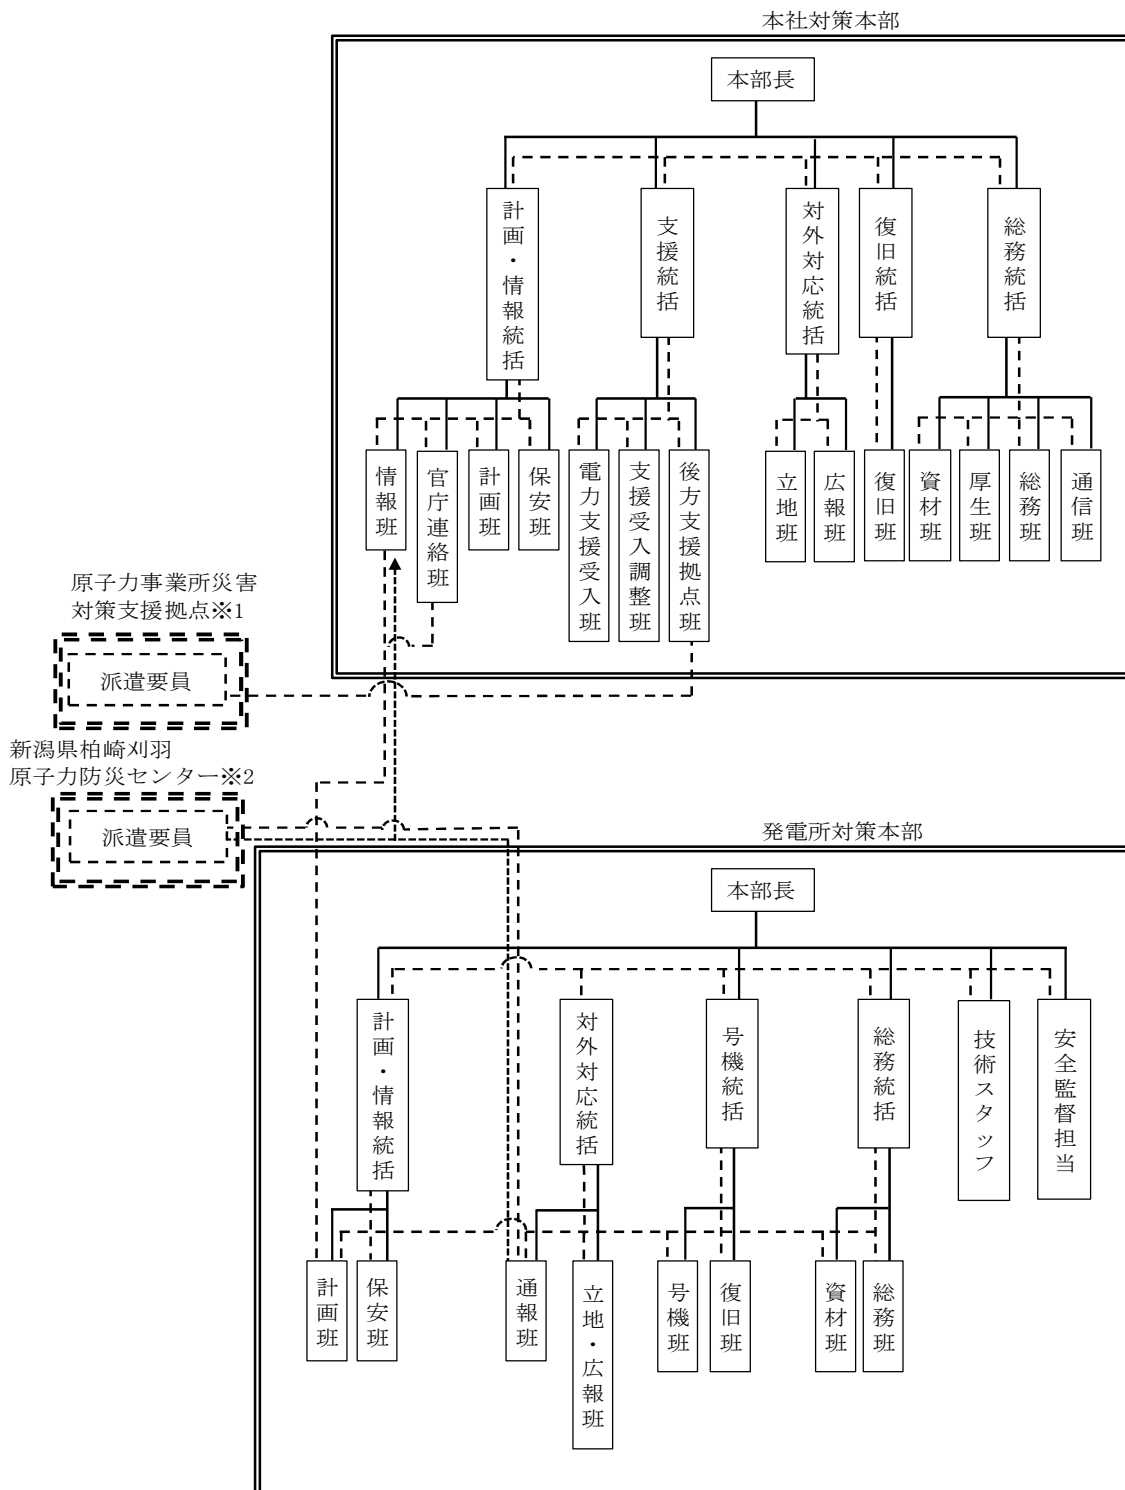 本社対策本部
本部長
計画・情報統括
支援統括
対外対応統括
復旧統括
総務統括
情報班
官庁連絡班
計画班
保安班
電力支援受入班
支援受入調整班
後方支援拠点班
立地班
広報班
復旧班
資材班
厚生班
総務班
通信班
原子力事業所災害
対策支援拠点※1
派遣要員
新潟県柏崎刈羽
原子力防災センター※2
派遣要員
発電所対策本部
本部長
計画・情報統括
対外対応統括
号機統括
総務統括
技術スタッフ
安全監督担当
計画班
保安班
通報班
立地・広報班
号機班
復旧班
資材班
総務班